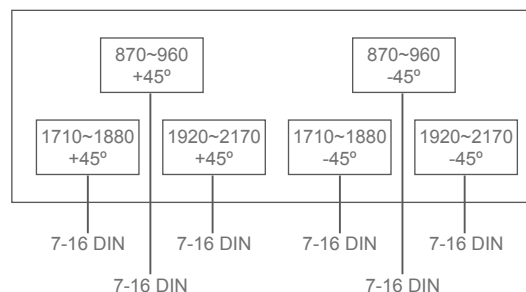 870~960
+45º
870~960
-45º
1710~1880
+45º
1920~2170
+45º
1710~1880
-45º
1920~2170
-45º
7-16 DIN
7-16 DIN
7-16 DIN
7-16 DIN
7-16 DIN
7-16 DIN